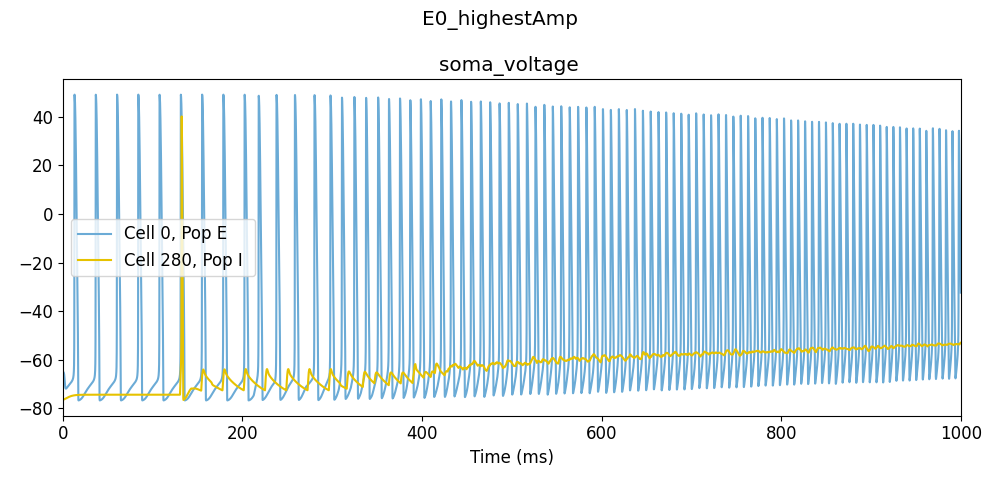 E0_highestAmp
soma_voltage
40
20
0
−20
−40
−60
−80
Cell 0, Pop E
Cell 280, Pop I
0 200 400 600 800 1000
Time (ms)